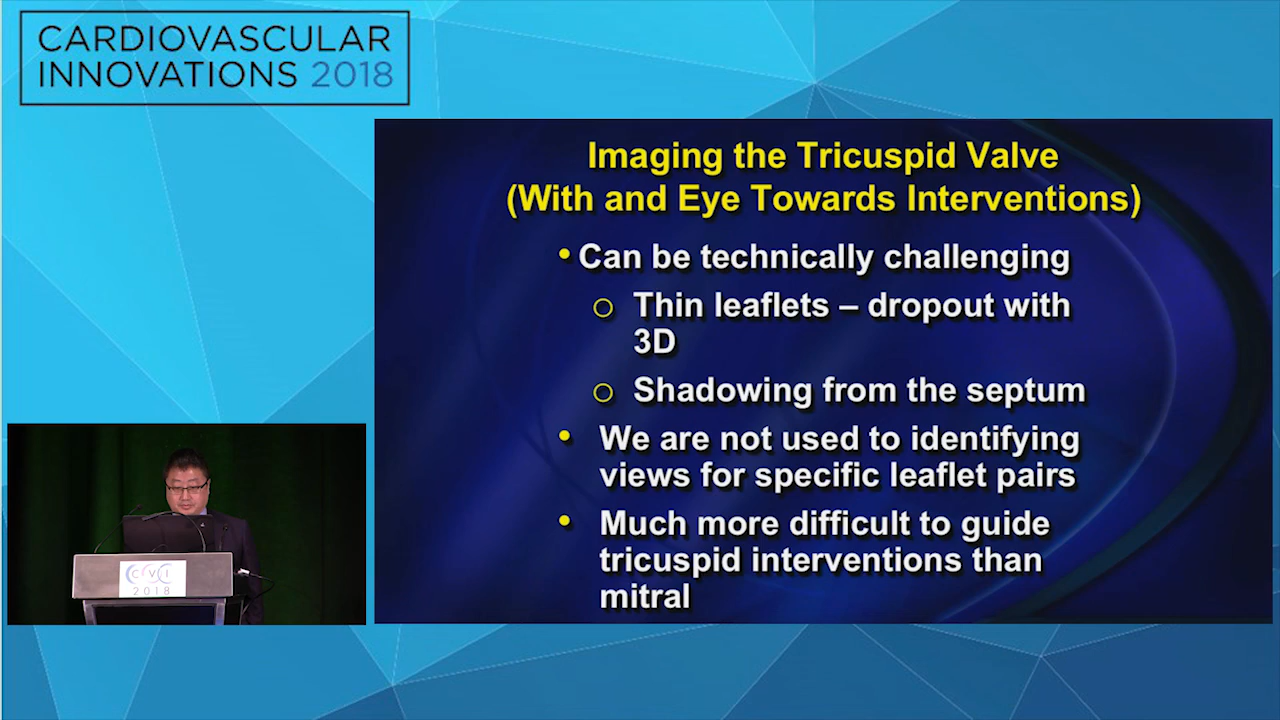 CARDIOVASCULAR
INNOVATIONS 2018
Imaging the Tricuspid Valve
(With and Eye Towards Interventions)
• Can be technically challenging
o Thin leaflets – dropout with
3D
o Shadowing from the septum
• We are not used to identifying
views for specific leaflet pairs
• Much more difficult to guide
tricuspid interventions than
mitral
CVI
2018